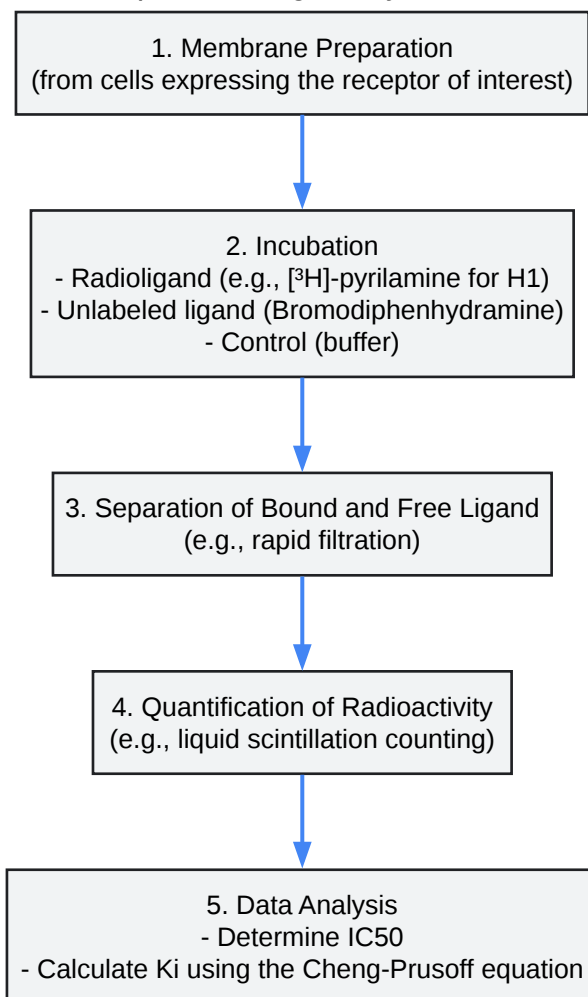 1. Membrane Preparation
(from cells expressing the receptor of interest)
2. Incubation
- Radioligand (e.g., [³H]-pyrilamine for H1)
- Unlabeled ligand (Bromodiphenhydramine)
- Control (buffer)
3. Separation of Bound and Free Ligand
(e.g., rapid filtration)
4. Quantification of Radioactivity
(e.g., liquid scintillation counting)
5. Data Analysis
- Determine IC50
- Calculate Ki using the Cheng-Prusoff equation